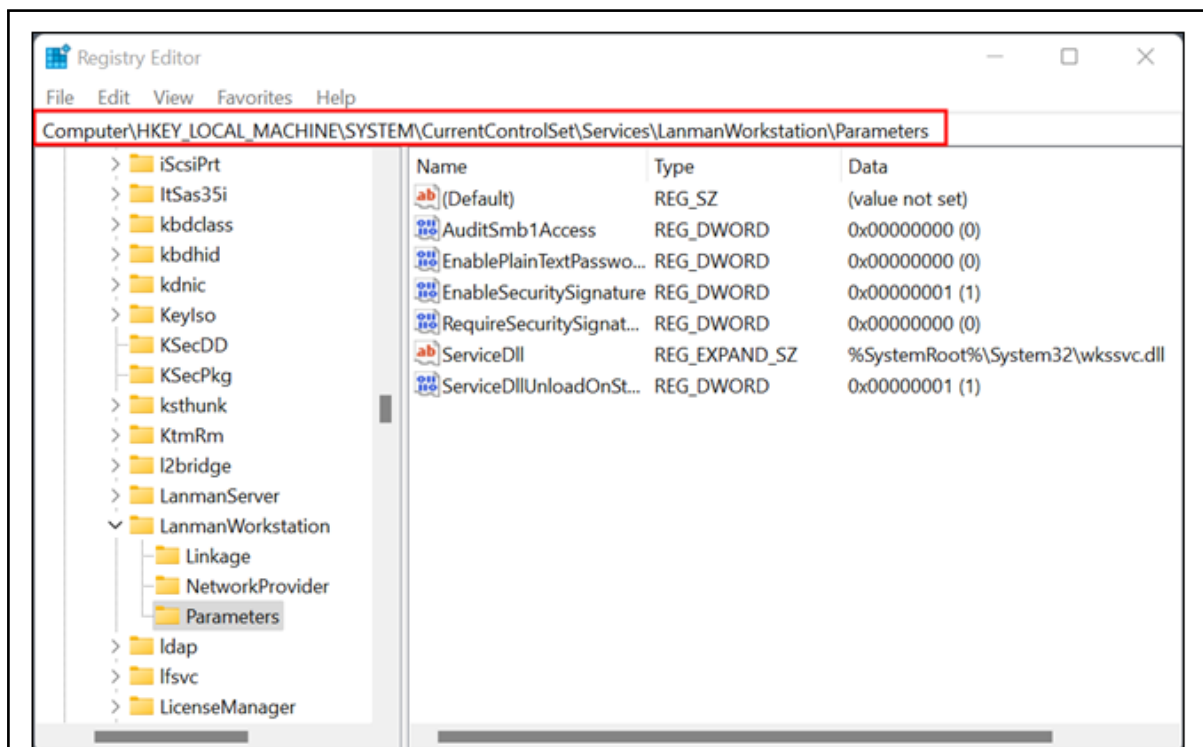 Registry Editor
File Edit View Favorites Help
Computer\HKEY_LOCAL_MACHINE\SYSTEM\CurrentControlSet\Services\LanmanWorkstation\Parameters
iScsiPrt
ItSas35i
kbdclass
kbdhid
kdnic
KeyIso
KSecDD
KSecPkg
ksthunk
KtmRm
l2bridge
LanmanServer
LanmanWorkstation
Linkage
NetworkProvider
Parameters
ldap
lfsvc
LicenseManager
Name Type Data
(Default) REG_SZ (value not set)
AuditSmb1Access REG_DWORD 0x00000000 (0)
EnablePlainTextPasswo... REG_DWORD 0x00000000 (0)
EnableSecuritySignature REG_DWORD 0x00000001 (1)
RequireSecuritySignat... REG_DWORD 0x00000000 (0)
ServiceDll REG_EXPAND_SZ %SystemRoot%\System32\wkssvc.dll
ServiceDllUnloadOnSt... REG_DWORD 0x00000001 (1)